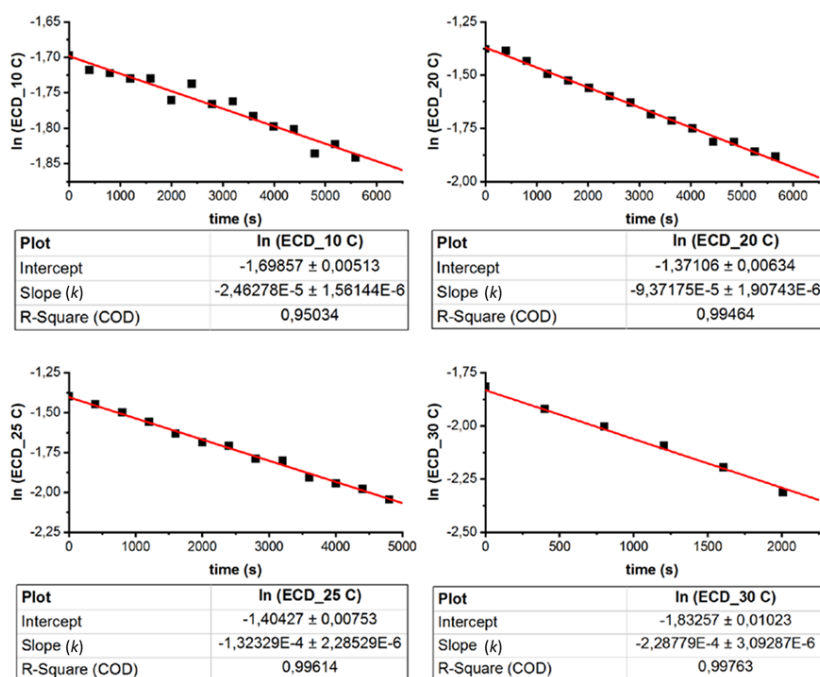 -1,65
-1,70
-1,75
-1,80
-1,85
ln (ECD_10 C)
0 1000 2000 3000 4000 5000 6000
time (s)
Plot ln (ECD_10 C)
Intercept -1,69857 ± 0,00513
Slope (k) -2,46278E-5 ± 1,56144E-6
R-Square (COD) 0,95034
-1,25
-1,50
-1,75
-2,00
ln (ECD_20 C)
0 1000 2000 3000 4000 5000 6000
time (s)
Plot ln (ECD_20 C)
Intercept -1,37106 ± 0,00634
Slope (k) -9,37175E-5 ± 1,90743E-6
R-Square (COD) 0,99464
-1,25
-1,50
-1,75
-2,00
-2,25
ln (ECD_25 C)
0 1000 2000 3000 4000 5000
time (s)
Plot ln (ECD_25 C)
Intercept -1,40427 ± 0,00753
Slope (k) -1,32329E-4 ± 2,28529E-6
R-Square (COD) 0,99614
-1,75
-2,00
-2,25
-2,50
ln (ECD_30 C)
0 500 1000 1500 2000
time (s)
Plot ln (ECD_30 C)
Intercept -1,83257 ± 0,01023
Slope (k) -2,28779E-4 ± 3,09287E-6
R-Square (COD) 0,99763